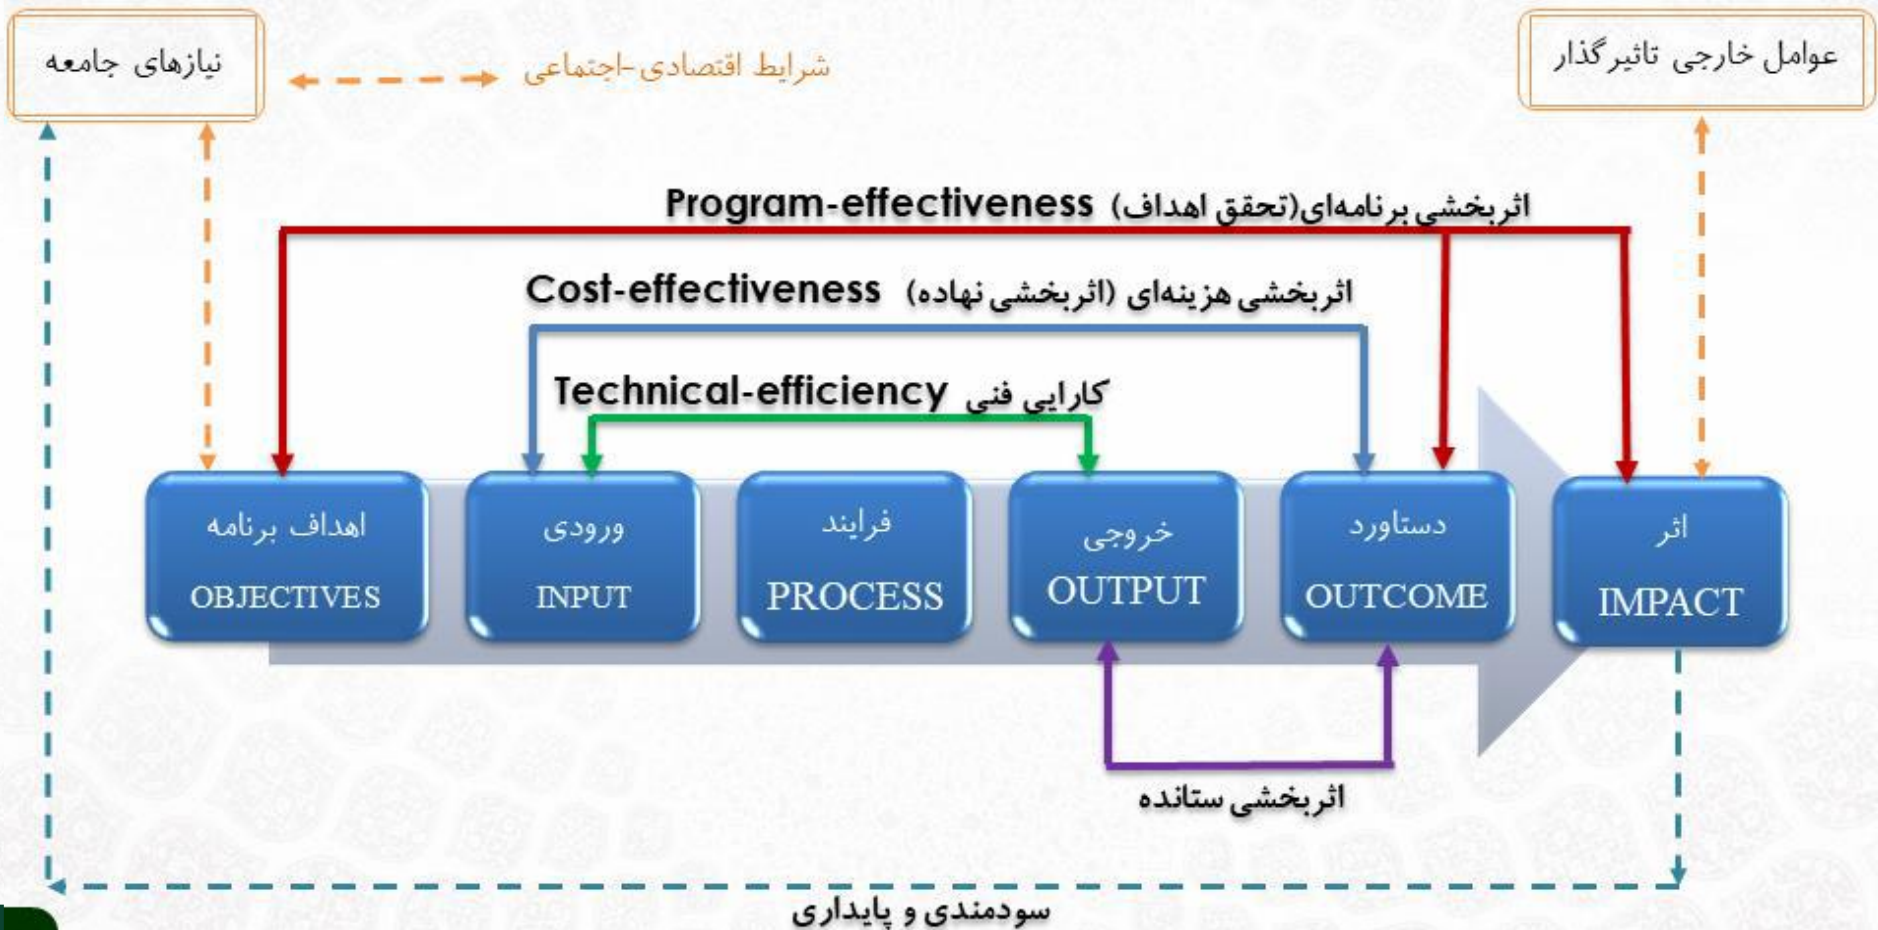 نیازهای جامعه
شرایط اقتصادی-اجتماعی
عوامل خارجی تاثیرگذار
اثربخشی برنامه‌ای(تحقق اهداف) Program-effectiveness
اثربخشی هزینه‌ای (اثربخشی نهاده) Cost-effectiveness
کارایی فنی Technical-efficiency
اهداف برنامه
OBJECTIVES
ورودی
INPUT
فرایند
PROCESS
خروجی
OUTPUT
دستاورد
OUTCOME
اثر
IMPACT
اثربخشی ستانده
سودمندی و پایداری